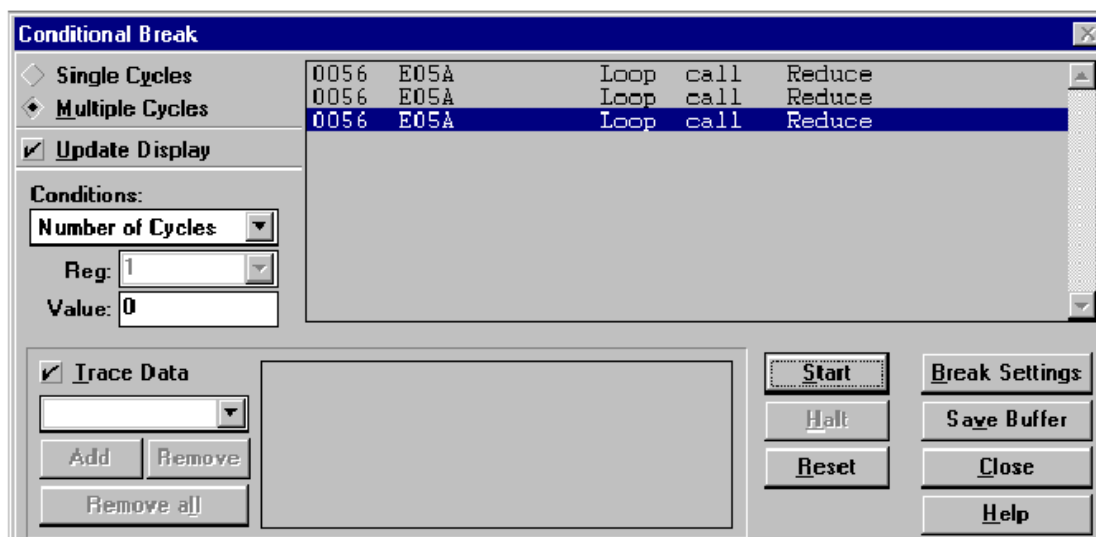 Conditional Break
Single Cycles
Multiple Cycles
Update Display
Conditions:
Number of Cycles
Reg: 1
Value: 0
0056 E05A Loop call Reduce
0056 E05A Loop call Reduce
0056 E05A Loop call Reduce
Trace Data
Add Remove
Remove all
Start
Halt
Reset
Break Settings
Save Buffer
Close
Help